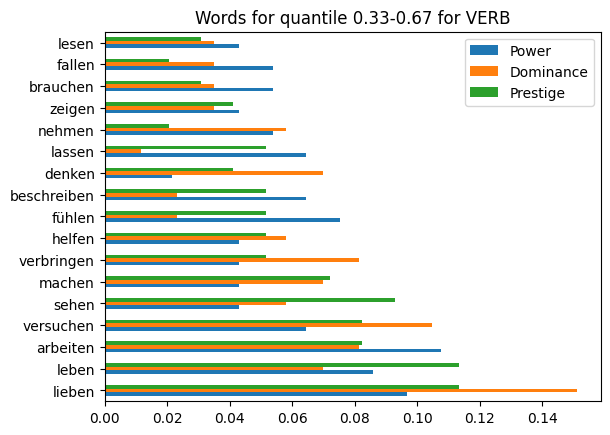 Words for quantile 0.33-0.67 for VERB
Power
Dominance
Prestige
lesen
fallen
brauchen
zeigen
nehmen
lassen
denken
beschreiben
fühlen
helfen
verbringen
machen
sehen
versuchen
arbeiten
leben
lieben
0.00 0.02 0.04 0.06 0.08 0.10 0.12 0.14